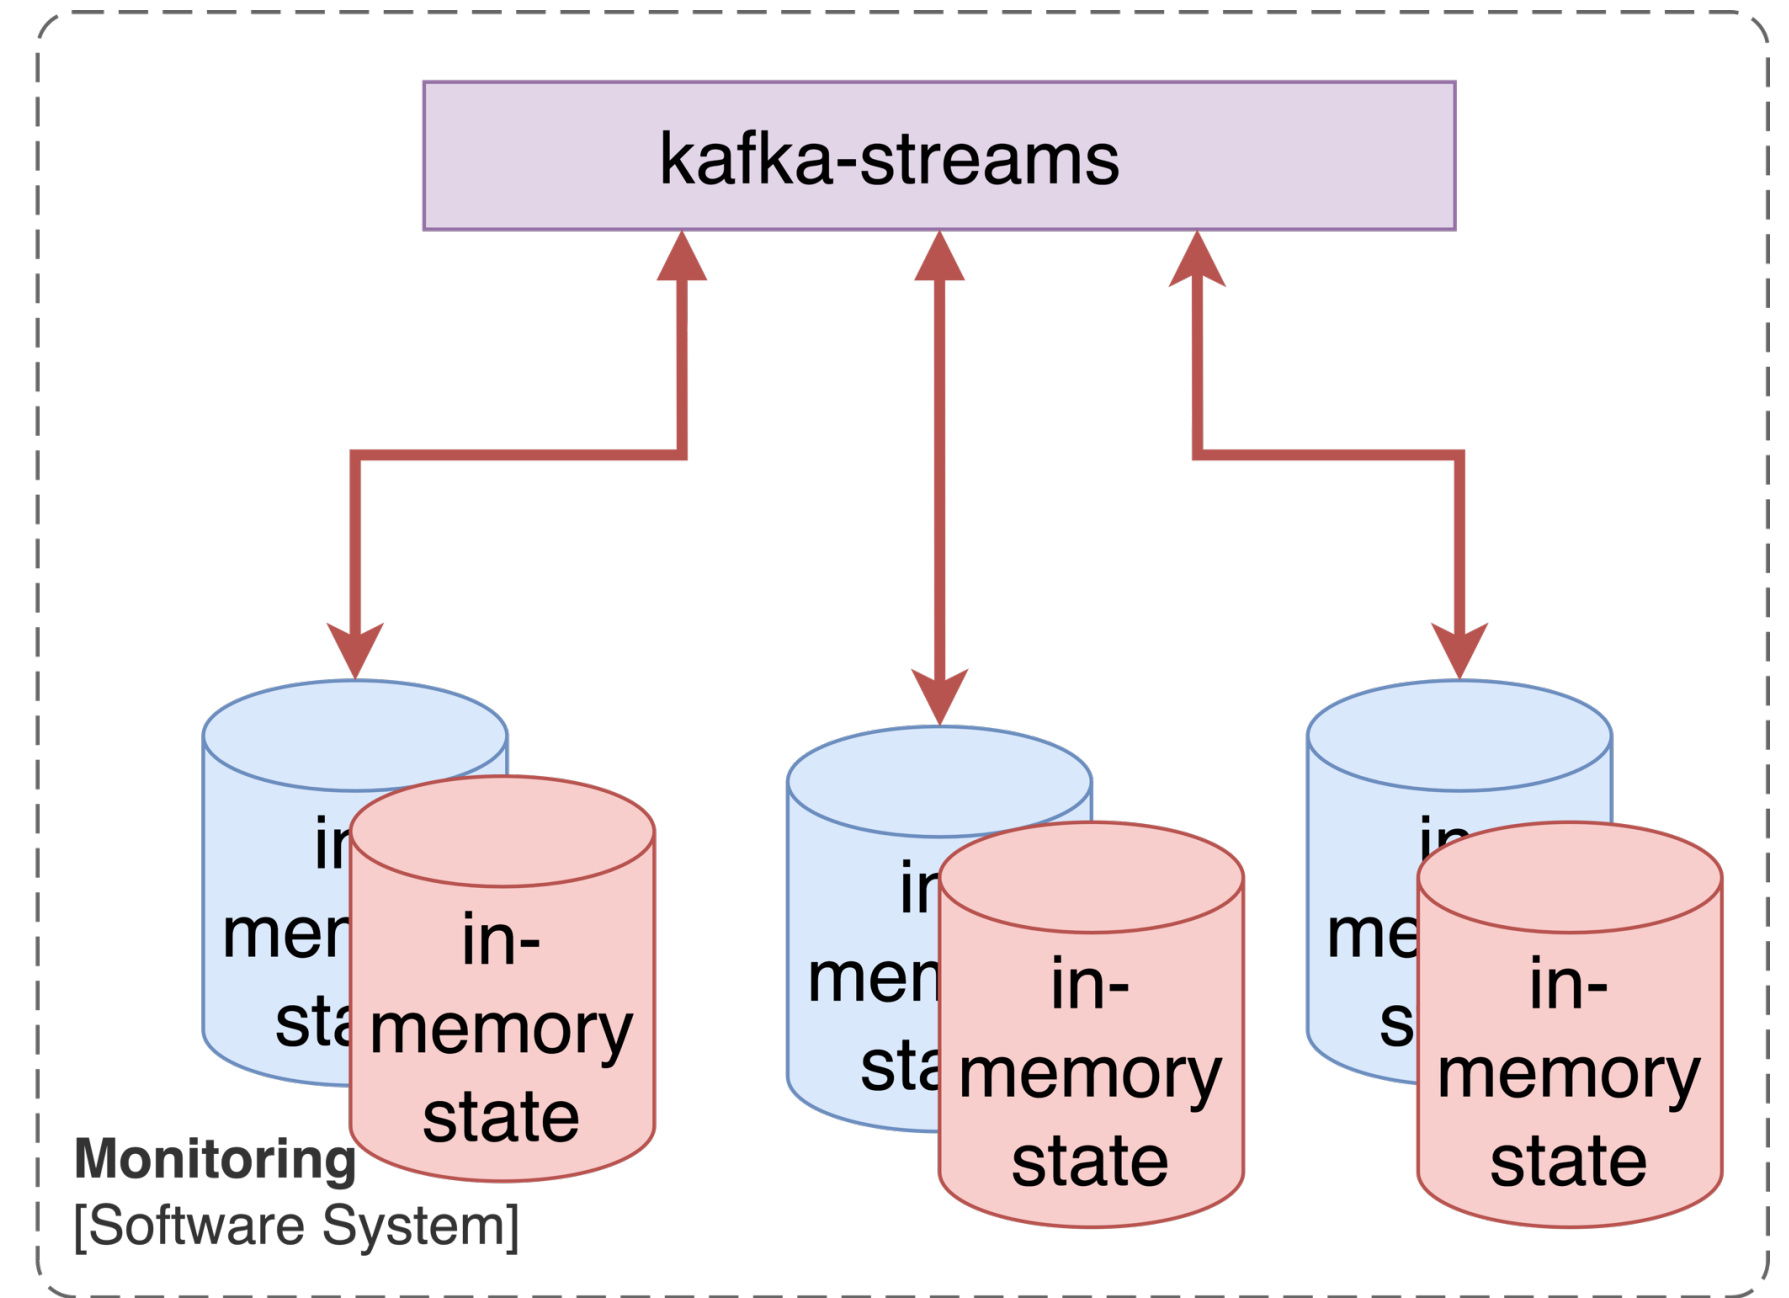 kafka-streams
in-
memory
state
in-
memory
state
in-
memory
state
Monitoring
[Software System]